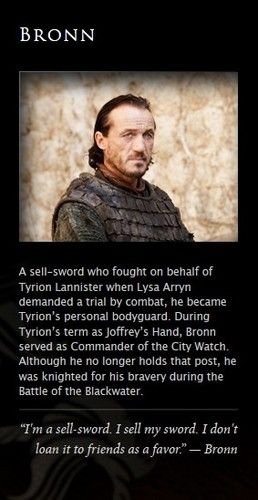 BRONN
A sell-sword who fought on behalf of
Tyrion Lannister when Lysa Arryn
demanded a trial by combat, he became
Tyrion's personal bodyguard. During
Tyrion's term as Joffrey's Hand, Bronn
served as Commander of the City Watch.
Although he no longer holds that post, he
was knighted for his bravery during the
Battle of the Blackwater.
“I'm a sell-sword. I sell my sword. I don't
loan it to friends as a favor.” — Bronn